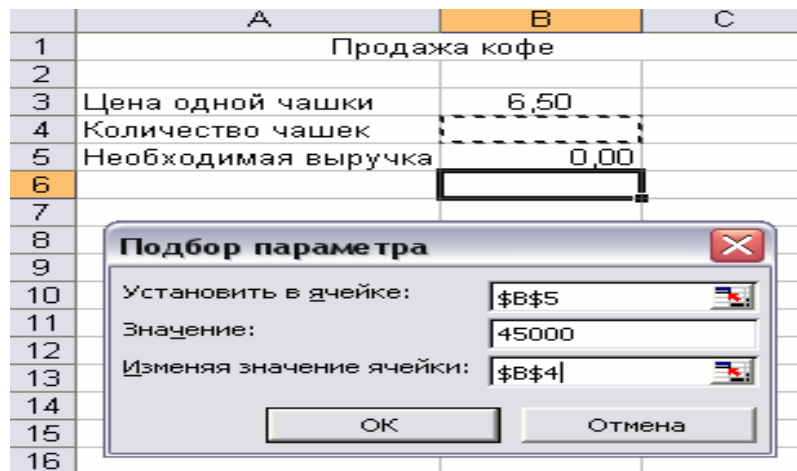 A B C
1 Продажа кофе
2
3 Цена одной чашки 6,50
4 Количество чашек
5 Необходимая выручка 0,00
6
7
8 Подбор параметра
9
10 Установить в ячейке: $B$5
11 Значение: 45000
12
13 Изменяя значение ячейки: $B$4
14
15 ОК Отмена
16